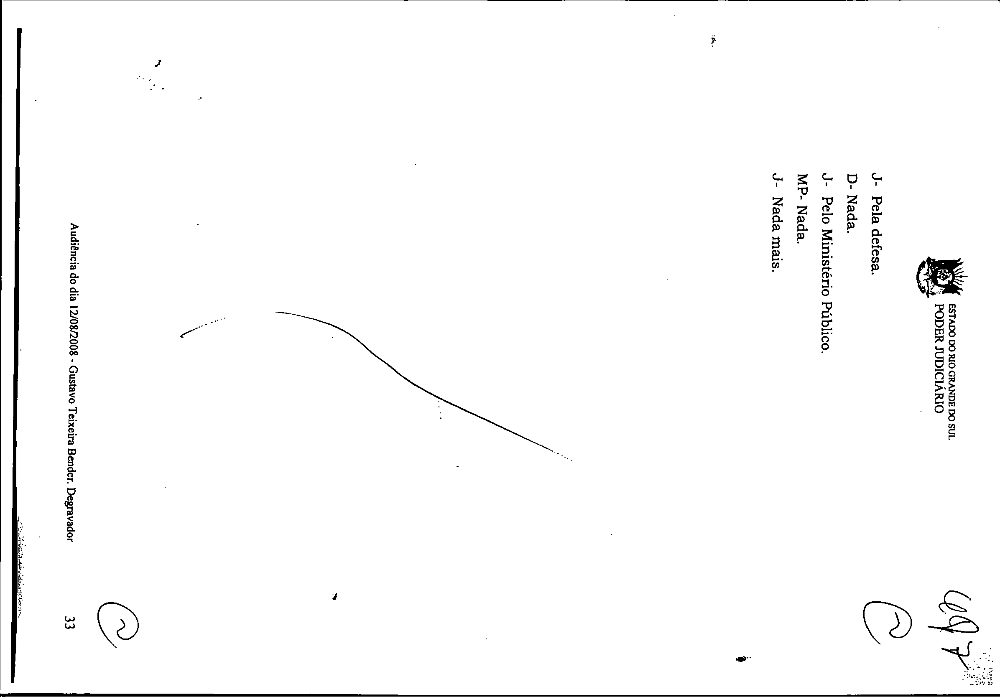 ESTADO DO RIO GRANDE DO SUL
PODER JUDICIÁRIO
J- Pela defesa.
D- Nada.
J- Pelo Ministério Público.
MP- Nada.
J- Nada mais.
Audiência do dia 12/08/2008 - Gustavo Teixeira Bender. Degravador
33